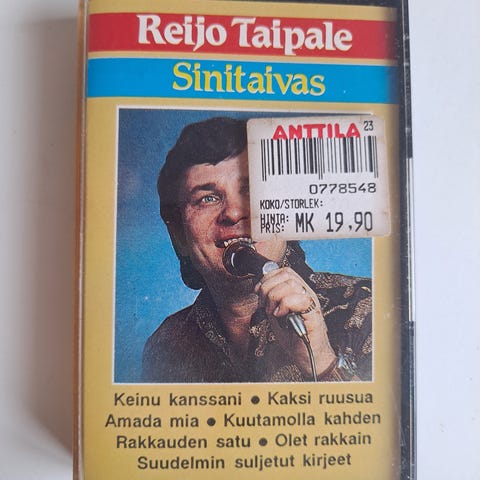 Reijo Taipale
Sinitaivas
ANTTILA 23
0778548
KOKO/STORLEK:
HINTA:
PRIS: MK 19,90
Keinu kanssani ● Kaksi ruusua
Amada mia ● Kuutamolla kahden
Rakkauden satu ● Olet rakkain
Suudelmin suljetut kirjeet